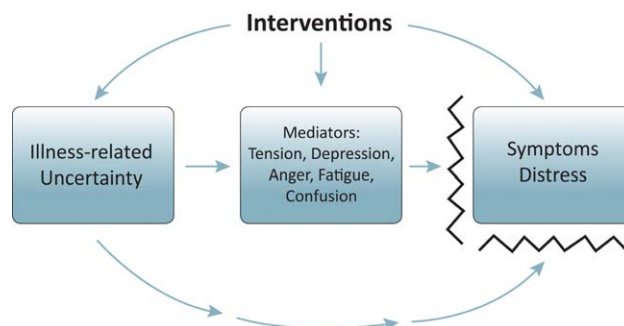 Interventions
Illness-related
Uncertainty
Mediators:
Tension, Depression,
Anger, Fatigue,
Confusion
Symptoms
Distress